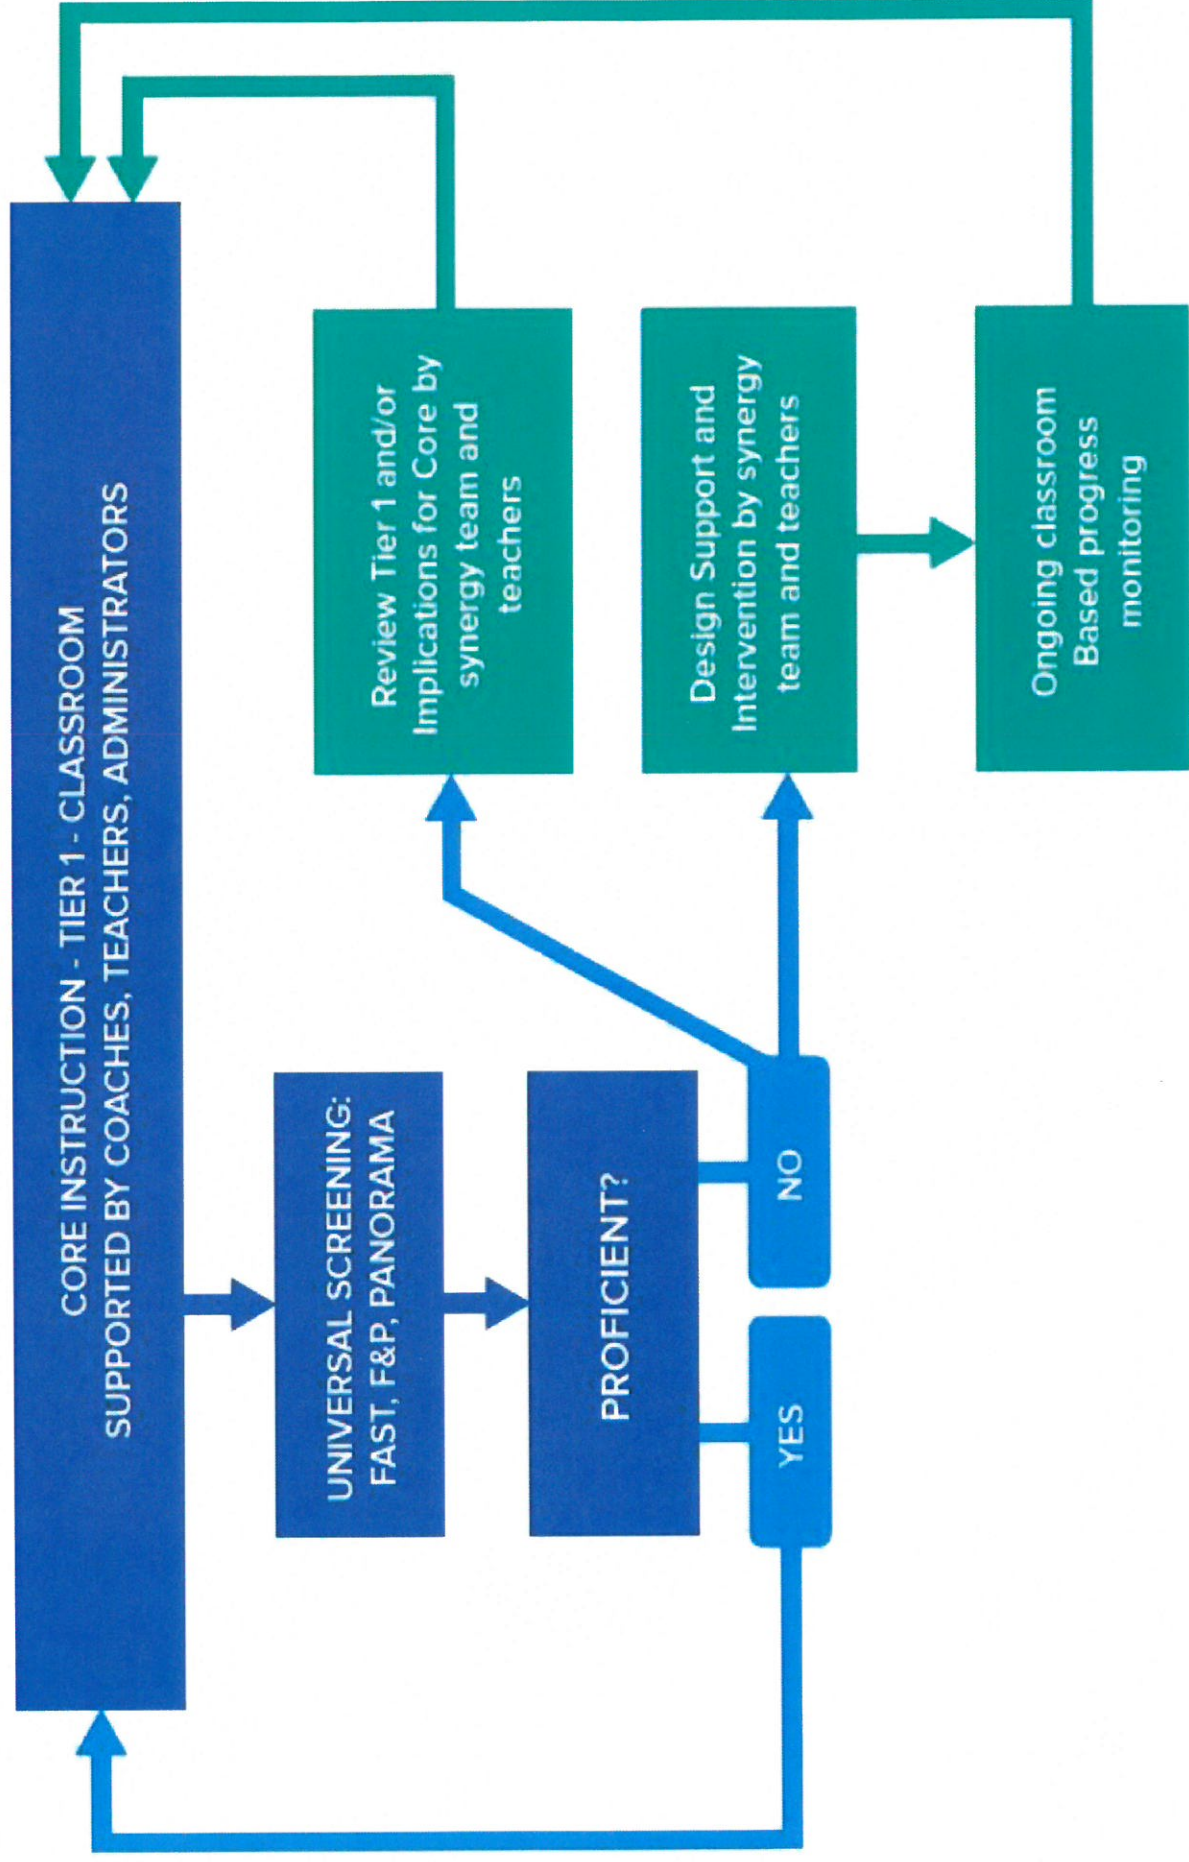 CORE INSTRUCTION - TIER 1 - CLASSROOM
SUPPORTED BY COACHES, TEACHERS, ADMINISTRATORS
UNIVERSAL SCREENING:
FAST, F&P, PANORAMA
PROFICIENT?
YES
NO
Review Tier 1 and/or
Implications for Core by
synergy team and
teachers
Design Support and
Intervention by synergy
team and teachers
Ongoing classroom
Based progress
monitoring